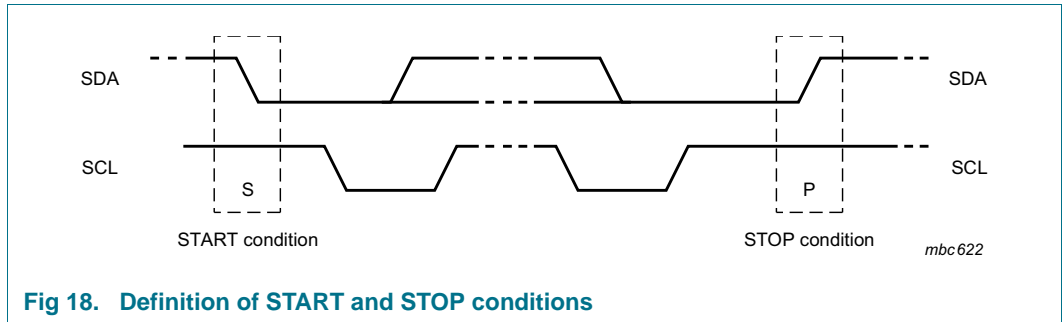 SDA SDA
SCL SCL
S P
START condition STOP condition
mbc622
Fig 18. Definition of START and STOP conditions